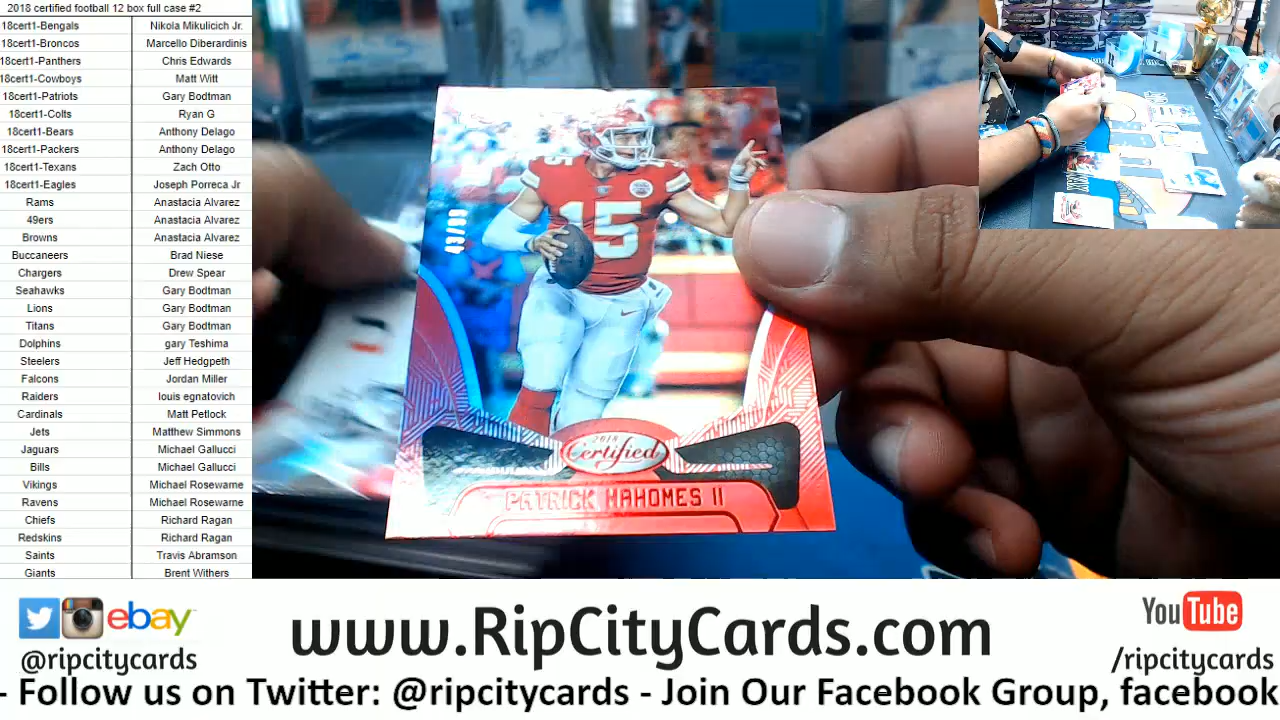 2018 certified football 12 box full case #2
18cert1-Bengals Nikola Mikulicich Jr.
18cert1-Broncos Marcello Diberardinis
18cert1-Panthers Chris Edwards
18cert1-Cowboys Matt Witt
18cert1-Patriots Gary Bodtman
18cert1-Colts Ryan G
18cert1-Bears Anthony Delago
18cert1-Packers Anthony Delago
18cert1-Texans Zach Otto
18cert1-Eagles Joseph Porreca Jr
Rams Anastacia Alvarez
49ers Anastacia Alvarez
Browns Anastacia Alvarez
Buccaneers Brad Niese
Chargers Drew Spear
Seahawks Gary Bodtman
Lions Gary Bodtman
Titans Gary Bodtman
Dolphins gary Teshima
Steelers Jeff Hedgpeth
Falcons Jordan Miller
Raiders louis egnatovich
Cardinals Matt Petlock
Jets Matthew Simmons
Jaguars Michael Gallucci
Bills Michael Gallucci
Vikings Michael Rosewarne
Ravens Michael Rosewarne
Chiefs Richard Ragan
Redskins Richard Ragan
Saints Travis Abramson
Giants Brent Withers
15
15
2018
Certified
PATRICK MAHOMES II
ebay
@ripcitycards
www.RipCityCards.com
YouTube
/ripcitycards
- Follow us on Twitter: @ripcitycards - Join Our Facebook Group, facebook